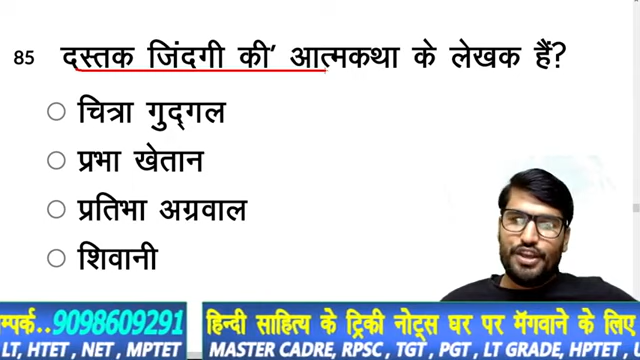 85 दस्तक जिंदगी की’ आत्मकथा के लेखक हैं?
चित्रा गुद्गल
प्रभा खेतान
प्रतिभा अग्रवाल
शिवानी
म्पर्क..9098609291
हिन्दी साहित्य के ट्रिकी नोट्स घर पर मँगवाने के लिए
LT, HTET , NET , MPTET
MASTER CADRE, RPSC, TGT , PGT , LT GRADE, HPTET ,